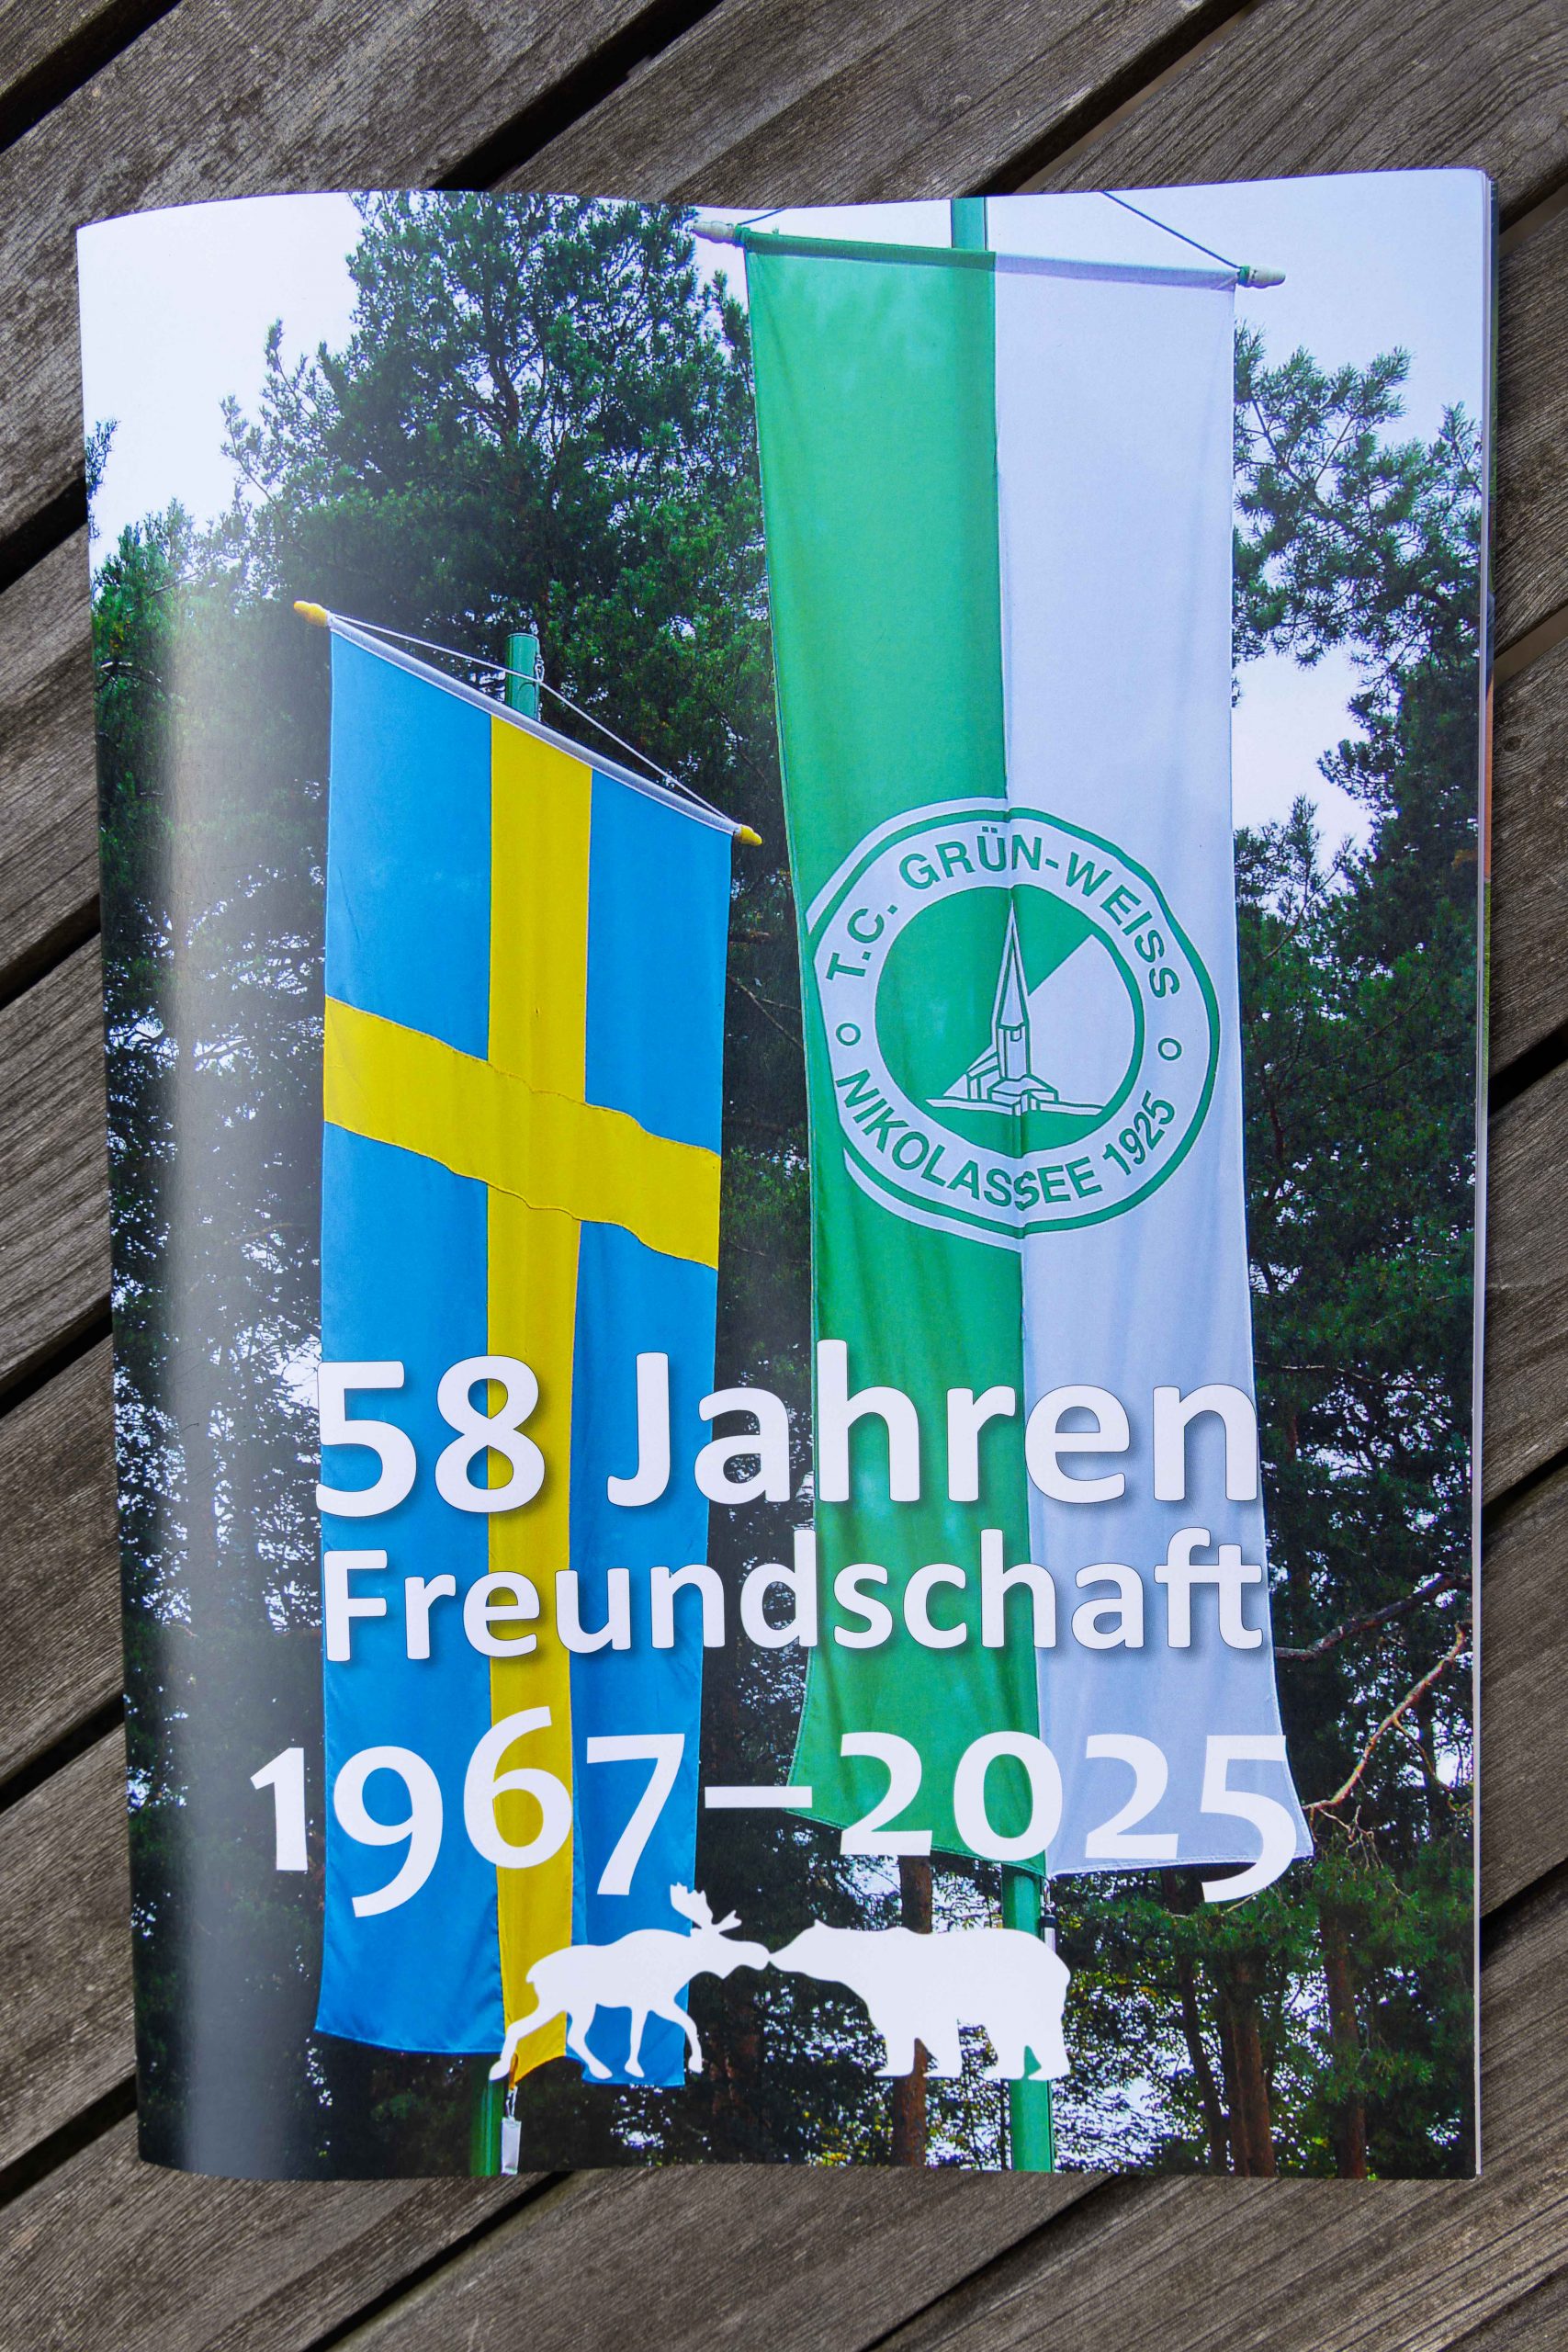 T.C. GRÜN-WEISS
NIKOLASSEE 1925
58 Jahren
Freundschaft
1967–2025